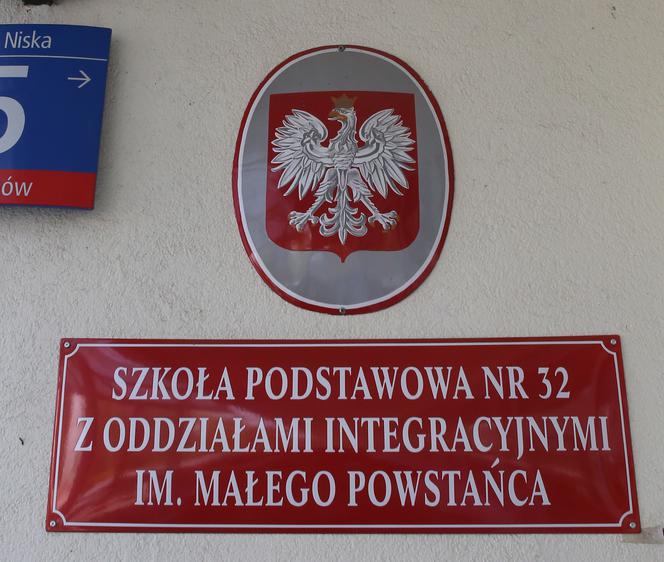 Niska
5
ów
SZKOŁA PODSTAWOWA NR 32
Z ODDZIAŁAMI INTEGRACYJNYMI
IM. MAŁEGO POWSTAŃCA